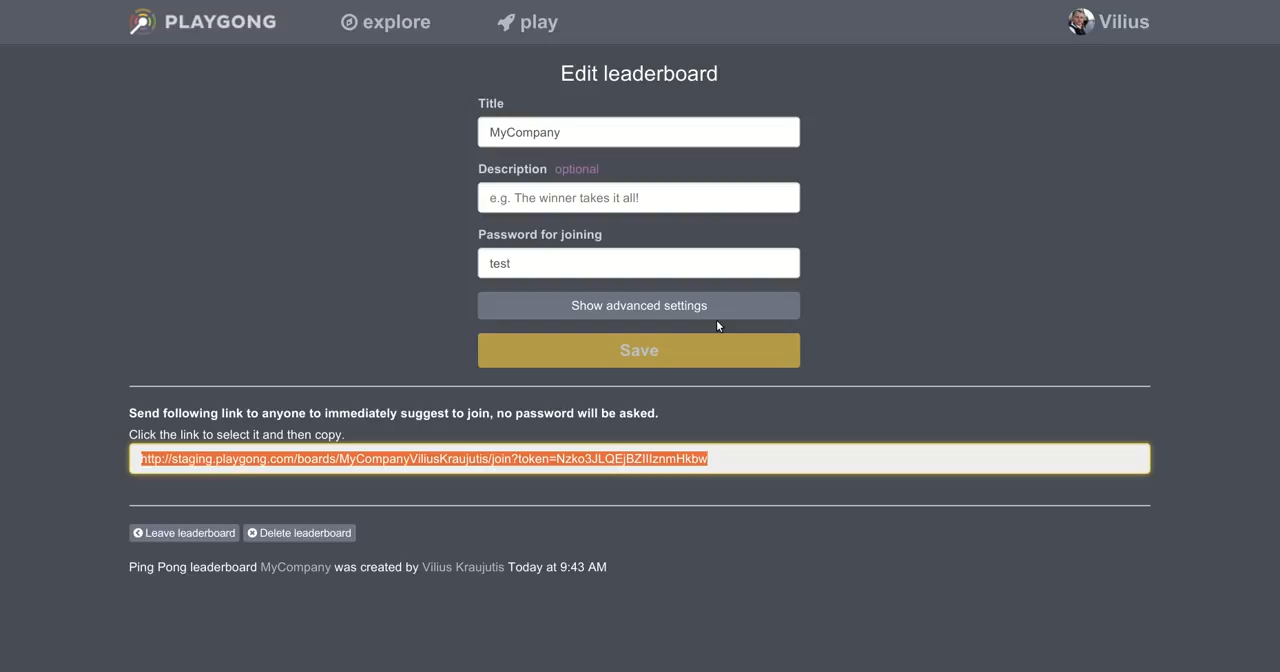 PLAYGONG explore play Vilius
Edit leaderboard
Title
MyCompany
Description optional
e.g. The winner takes it all!
Password for joining
test
Show advanced settings
Save
Send following link to anyone to immediately suggest to join, no password will be asked.
Click the link to select it and then copy.
http://staging.playgong.com/boards/MyCompanyViliusKraujutis/join?token=Nzko3JLQEjBZIIIznmHkbw
Leave leaderboard Delete leaderboard
Ping Pong leaderboard MyCompany was created by Vilius Kraujutis Today at 9:43 AM